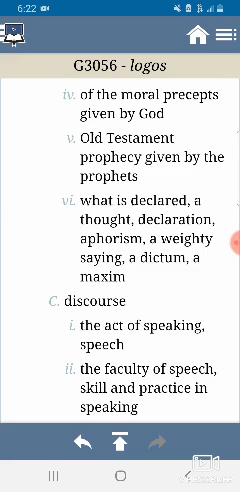 6:22
G3056 - logos
iv. of the moral precepts
given by God
v. Old Testament
prophecy given by the
prophets
vi. what is declared, a
thought, declaration,
aphorism, a weighty
saying, a dictum, a
maxim
C. discourse
i. the act of speaking,
speech
ii. the faculty of speech,
skill and practice in
speaking